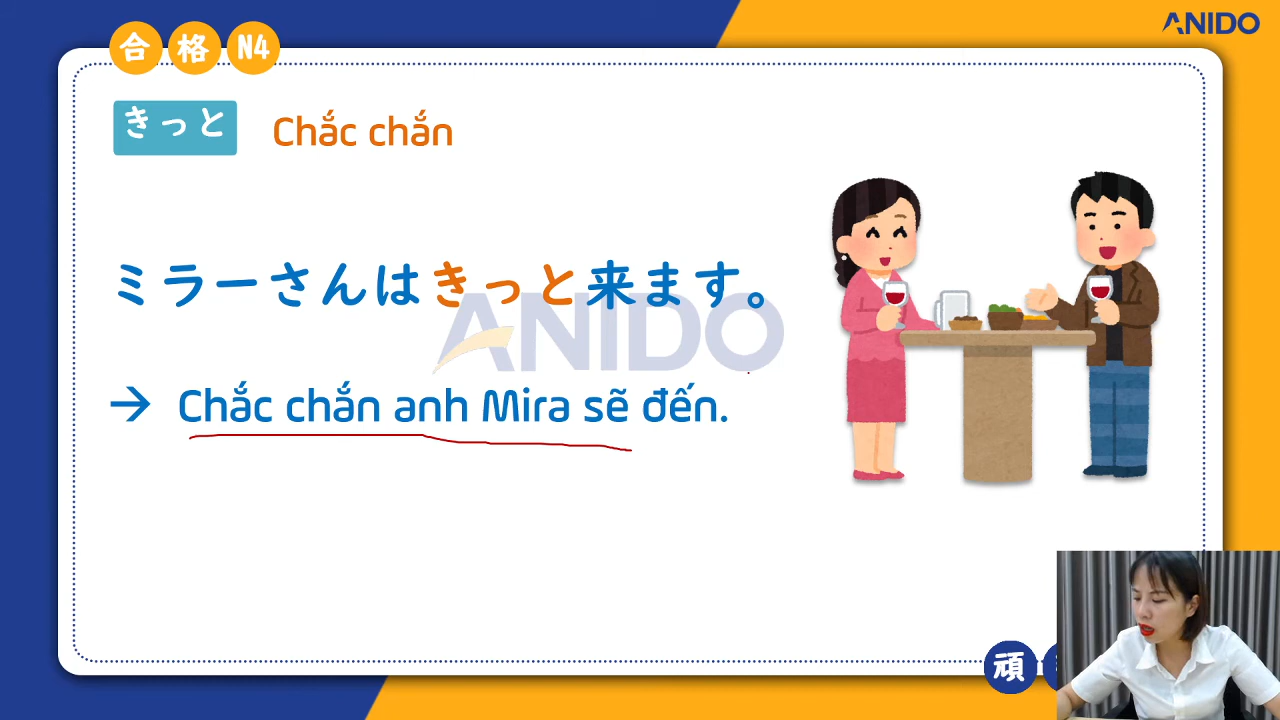 ANIDO
合格N4
きっと Chắc chắn
ミラーさんはきっと来ます。
ANIDO
→ Chắc chắn anh Mira sẽ đến.
頑